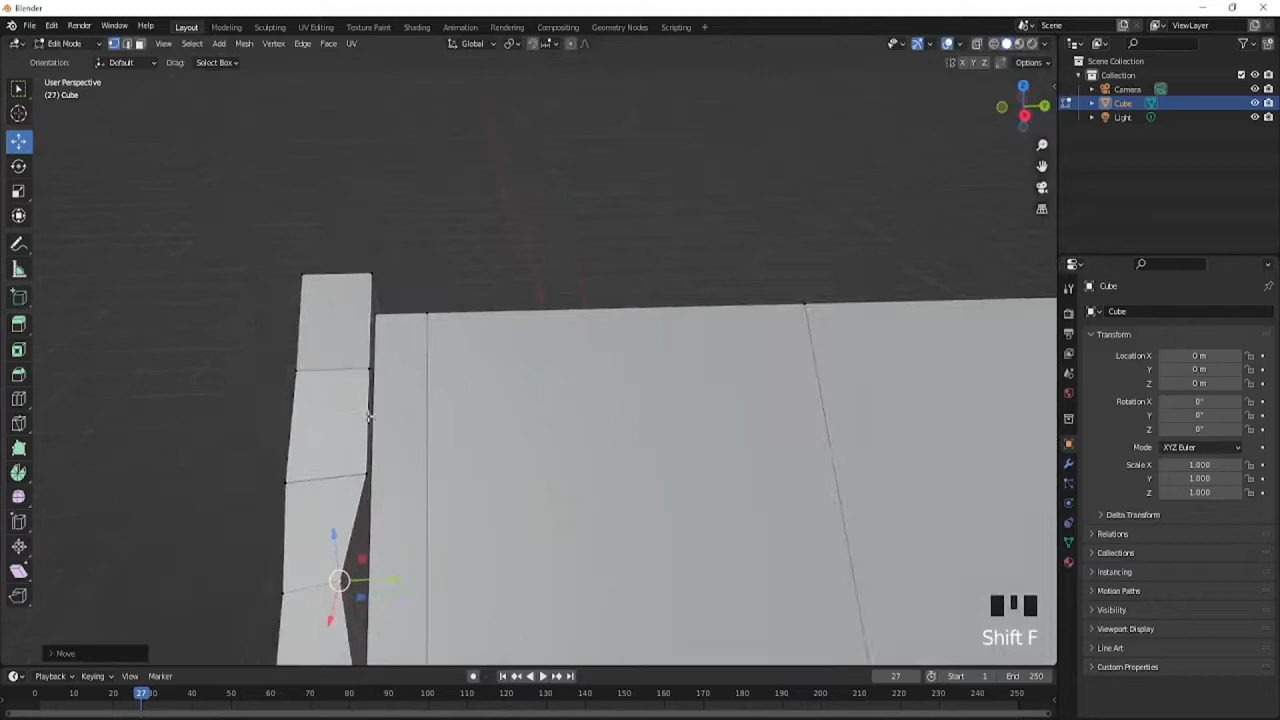 Blender
File Edit Render Window Help Layout Modeling Sculpting UV Editing Texture Paint Shading Animation Rendering Compositing Geometry Nodes Scripting + Scene ViewLayer
Edit Mode View Select Add Mesh Vertex Edge Face UV Global
Orientation: Default Drag: Select Box X Y Z Options
User Perspective
(27) Cube
Z
Y
X
Scene Collection
Collection
Camera
Cube
Light
Cube
Cube
Transform
Location X 0 m
Y 0 m
Z 0 m
Rotation X 0°
Y 0°
Z 0°
Mode XYZ Euler
Scale X 1.000
Y 1.000
Z 1.000
Delta Transform
Relations
Collections
Instancing
Motion Paths
Visibility
Viewport Display
Line Art
Custom Properties
Shift F
Move
Playback Keying View Marker 27 Start 1 End 250
0 10 20 27 30 40 50 60 70 80 90 100 110 120 130 140 150 160 170 180 190 200 210 220 230 240 250